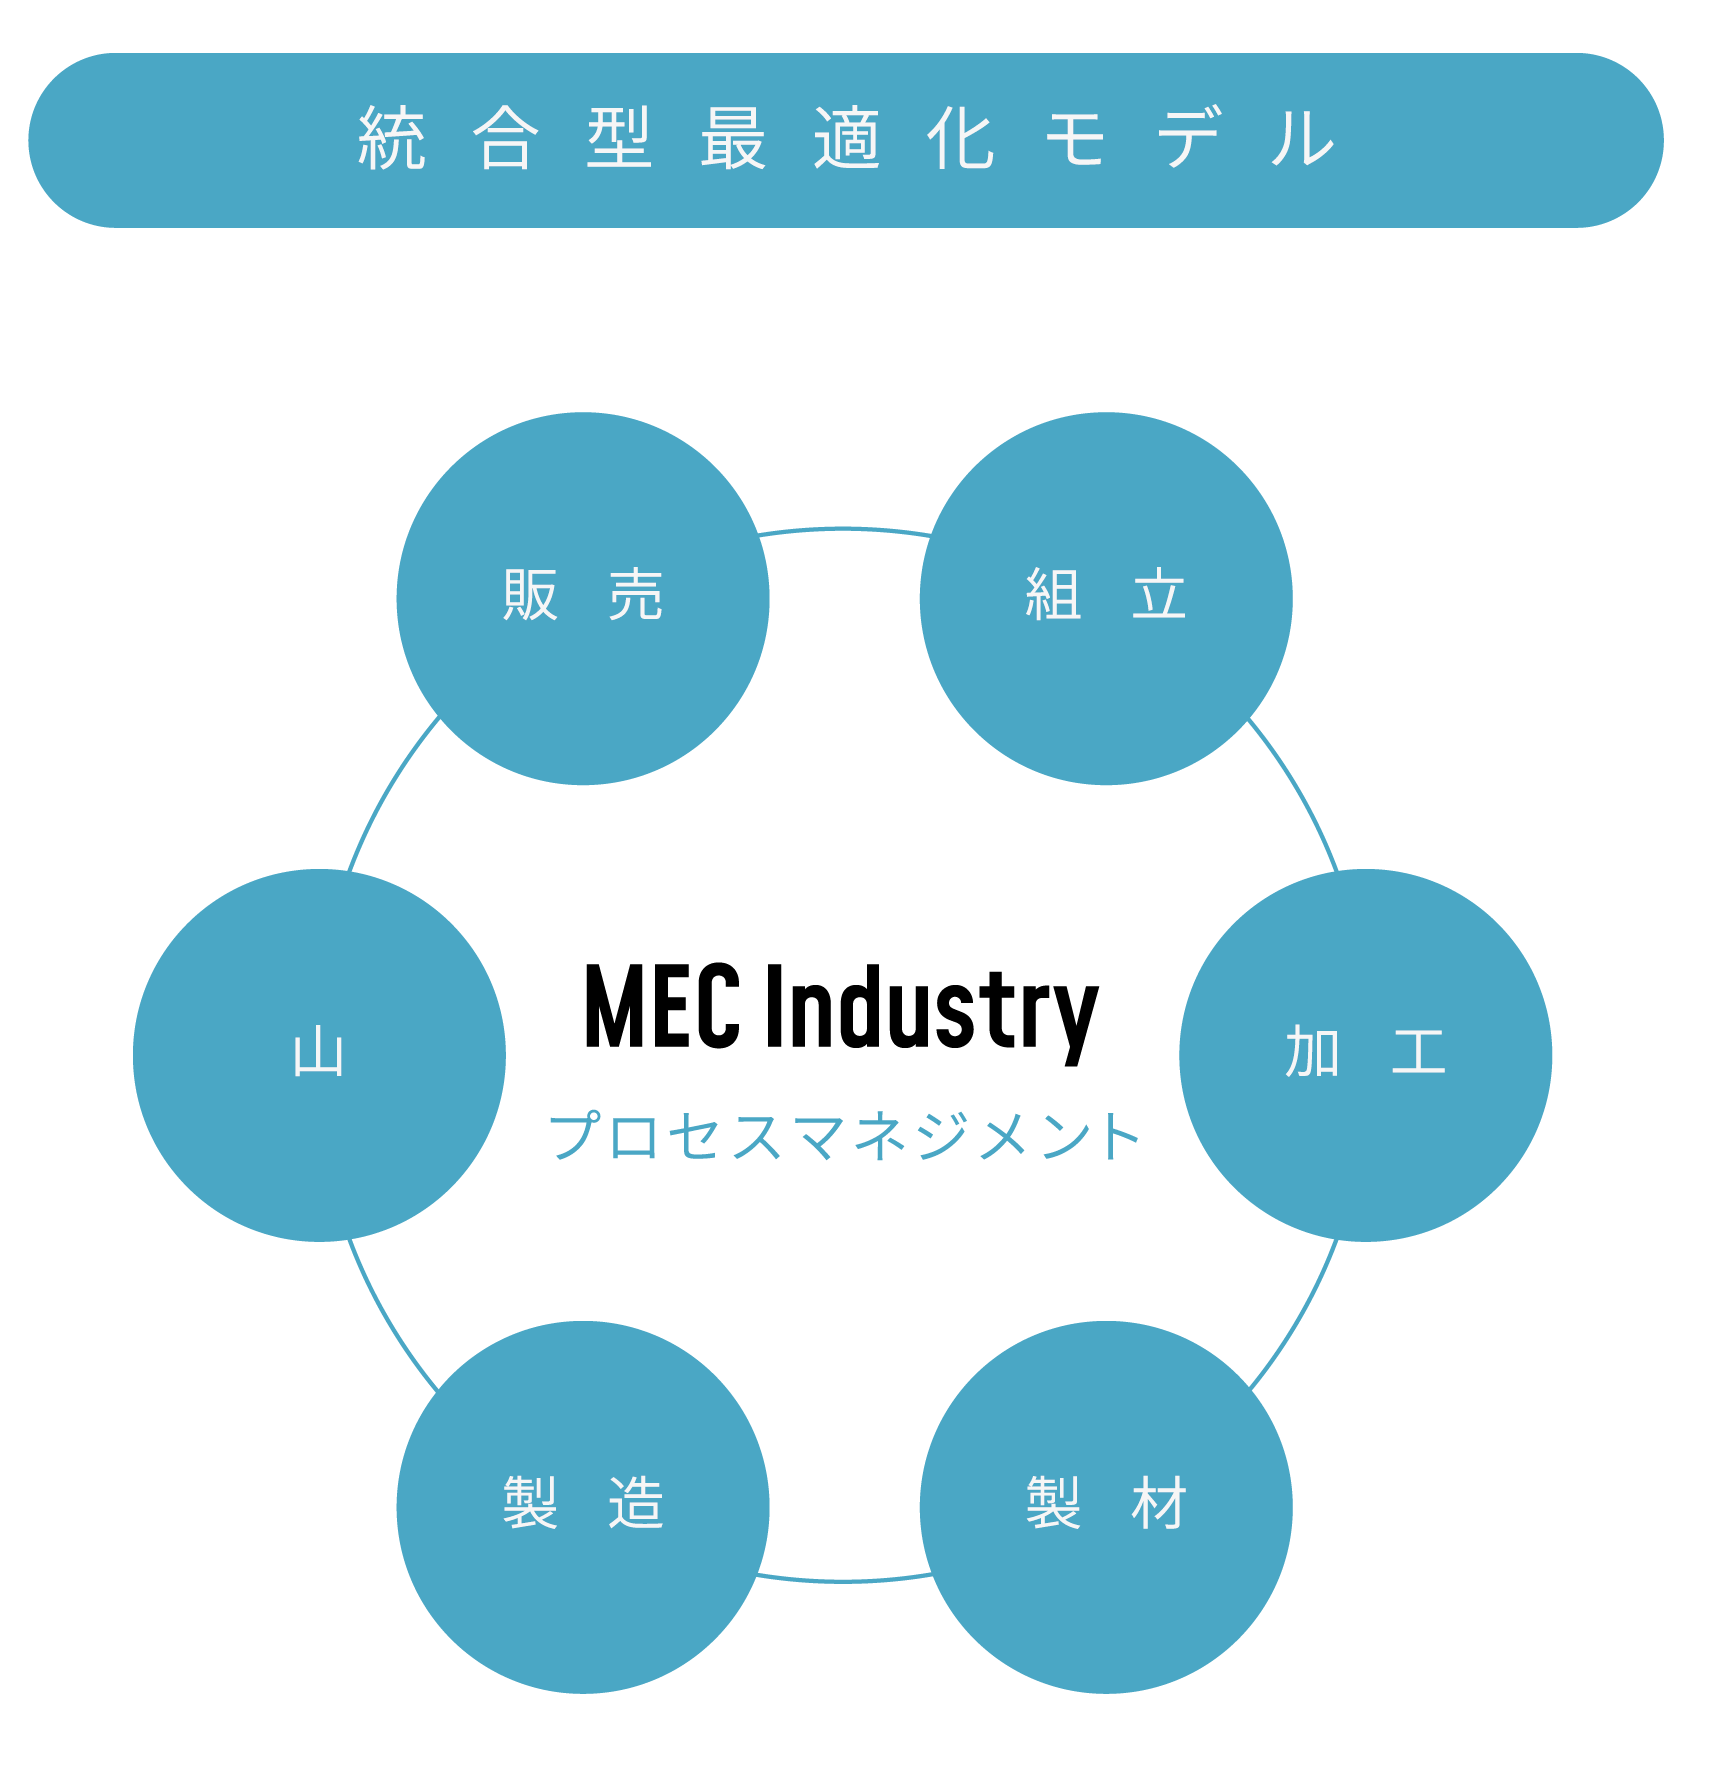 統合型最適化モデル
販売
組立
山
MEC Industry
プロセスマネジメント
加工
製造
製材